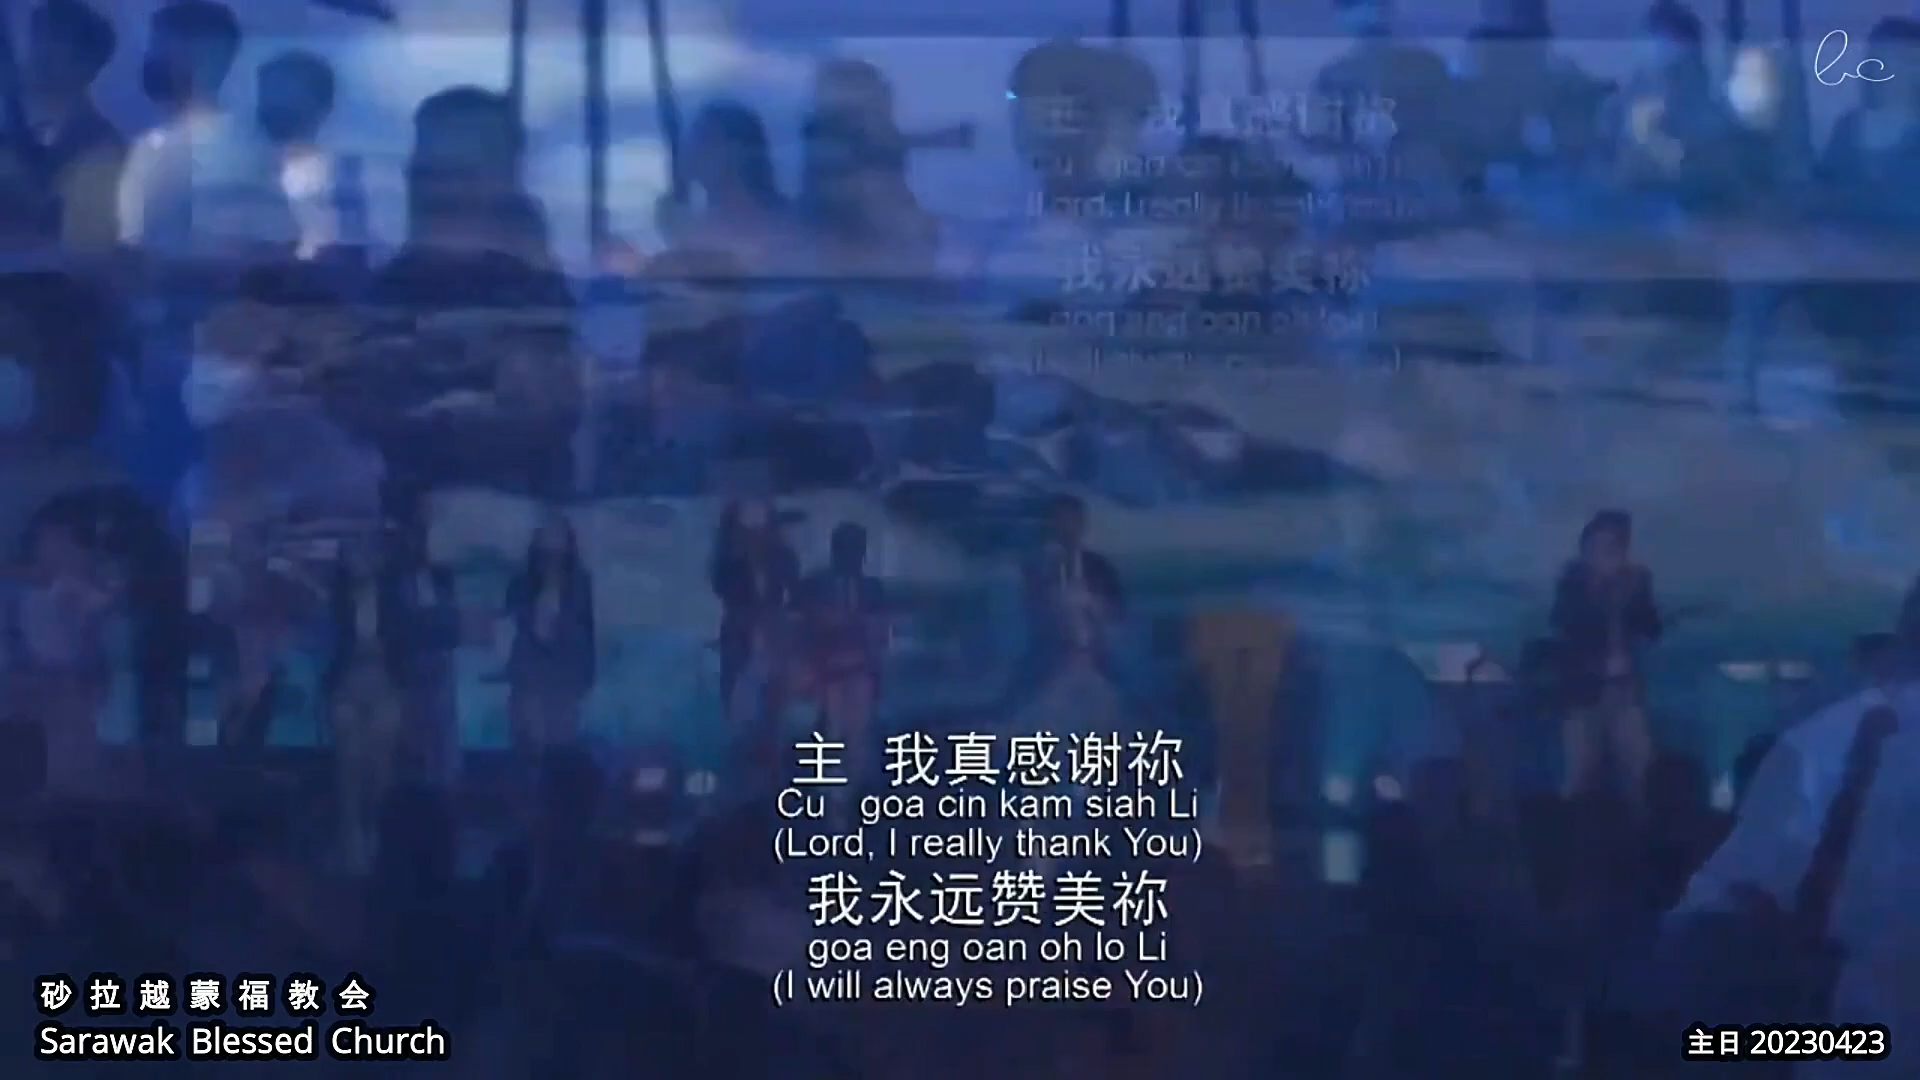 主 我真感谢祢
Cu goa cin kam siah Li
(Lord, I really thank You)
我永远赞美祢
goa eng oan oh lo Li
(I will always praise You)
砂拉越蒙福教会
Sarawak Blessed Church
主日 20230423